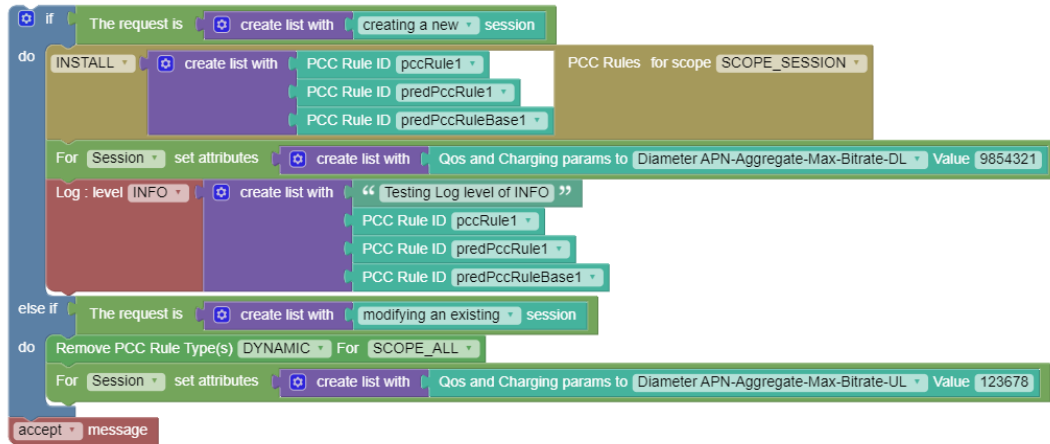 if The request is create list with creating a new session
do INSTALL create list with PCC Rule ID pccRule1 PCC Rules for scope SCOPE_SESSION
PCC Rule ID predPccRule1
PCC Rule ID predPccRuleBase1
For Session set attributes create list with Qos and Charging params to Diameter APN-Aggregate-Max-Bitrate-DL Value 9854321
Log : level INFO create list with “ Testing Log level of INFO ”
PCC Rule ID pccRule1
PCC Rule ID predPccRule1
PCC Rule ID predPccRuleBase1
else if The request is create list with modifying an existing session
do Remove PCC Rule Type(s) DYNAMIC For SCOPE_ALL
For Session set attributes create list with Qos and Charging params to Diameter APN-Aggregate-Max-Bitrate-UL Value 123678
accept message